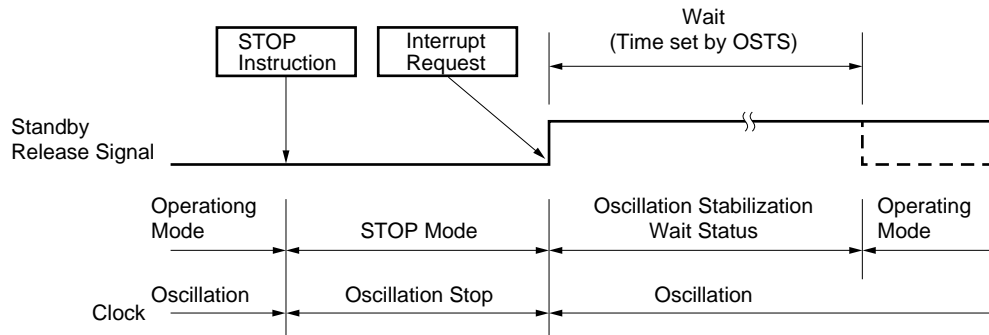 Wait
(Time set by OSTS)
STOP
Instruction
Interrupt
Request
Standby
Release Signal
Operationg
Mode
STOP Mode
Oscillation Stabilization
Wait Status
Operating
Mode
Clock
Oscillation
Oscillation Stop
Oscillation